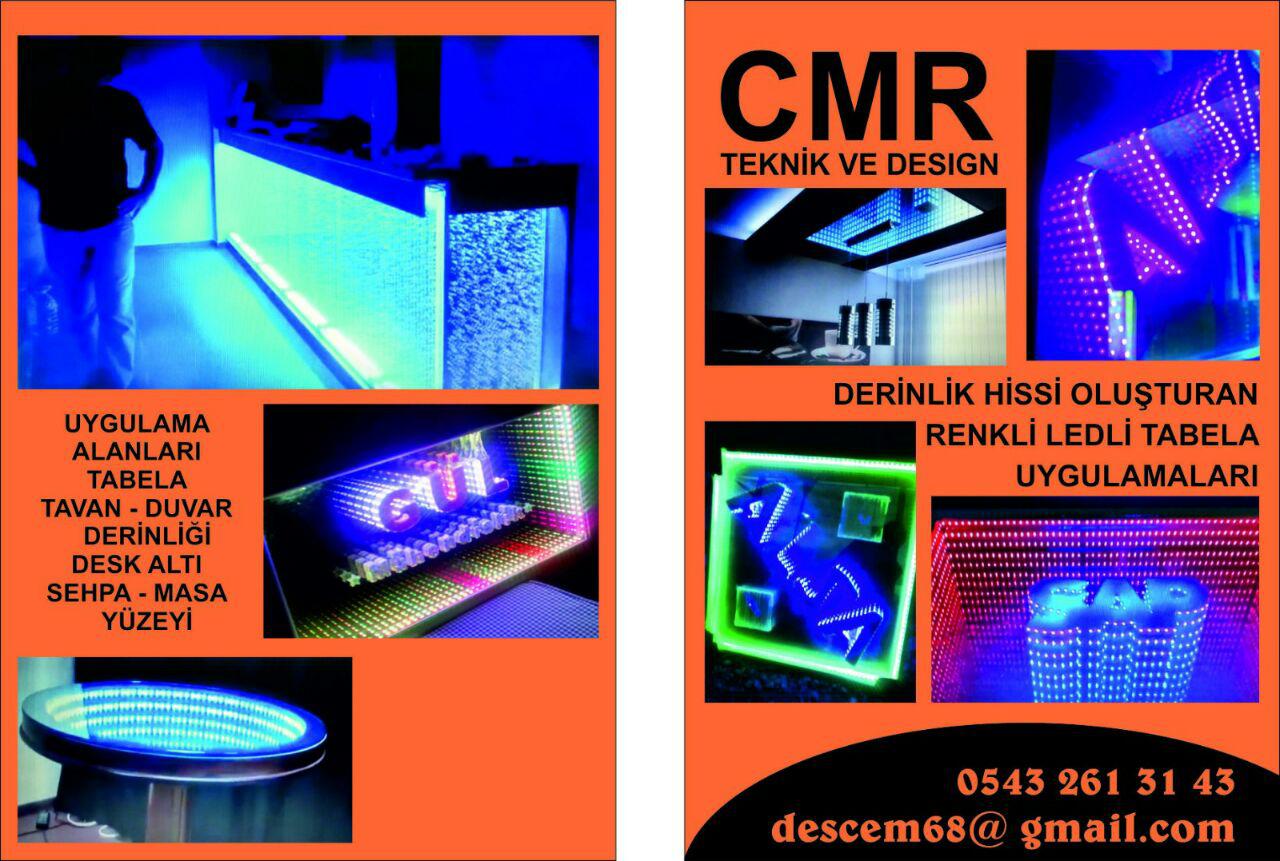 UYGULAMA
ALANLARI
TABELA
TAVAN - DUVAR
DERİNLİĞİ
DESK ALTI
SEHPA - MASA
YÜZEYİ
GÜL
CMR
TEKNİK VE DESIGN
DERİNLİK HİSSİ OLUŞTURAN
RENKLİ LEDLİ TABELA
UYGULAMALARI
0543 261 31 43
descem68@ gmail.com